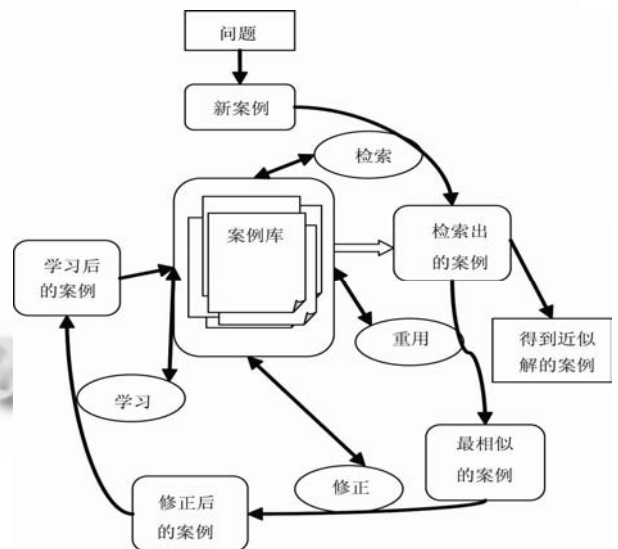 问题
新案例
检索
案例库
检索出
的案例
学习后
的案例
重用
得到近似
解的案例
学习
最相似
的案例
修正
修正后
的案例